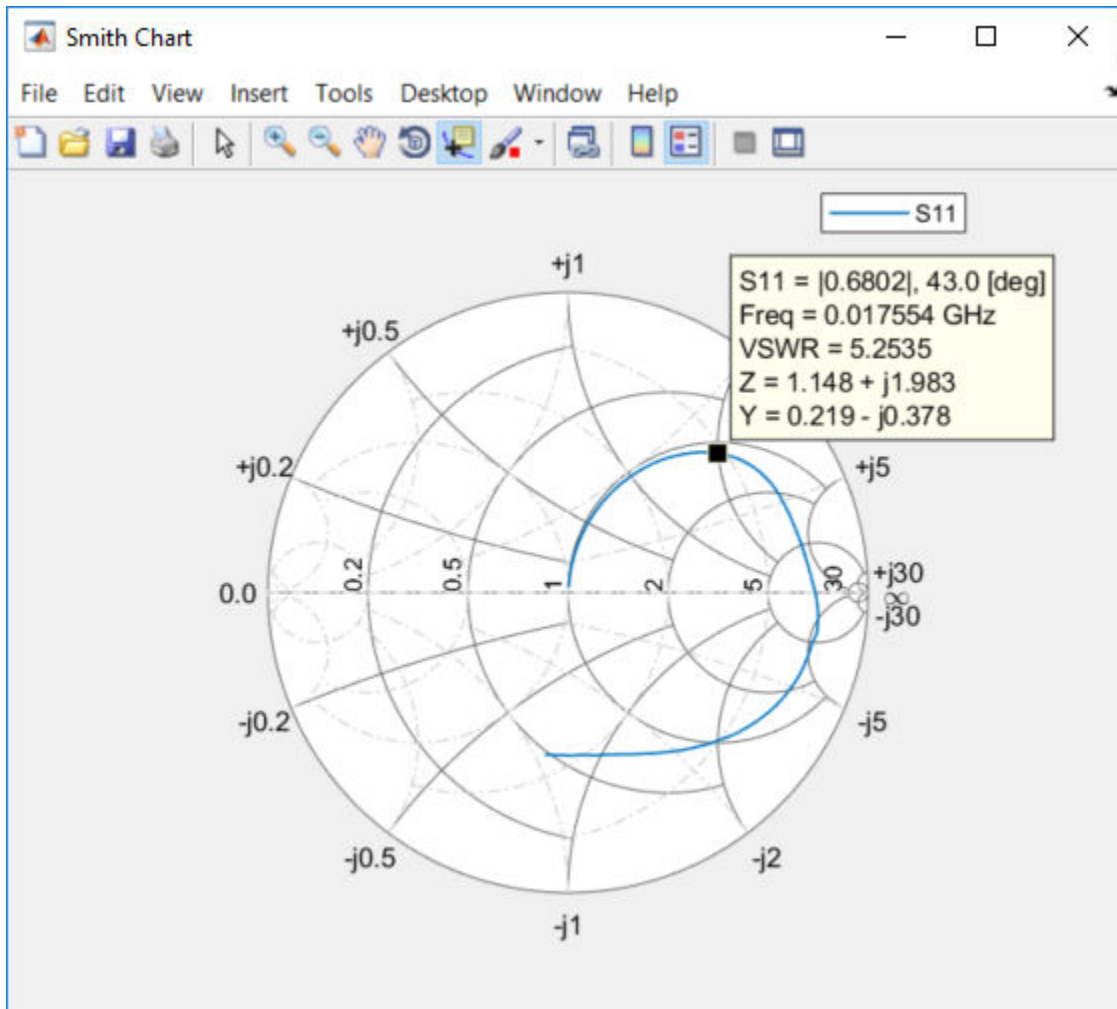 Smith Chart
File Edit View Insert Tools Desktop Window Help
S11
S11 = |0.6802|, 43.0 [deg]
Freq = 0.017554 GHz
VSWR = 5.2535
Z = 1.148 + j1.983
Y = 0.219 - j0.378
+j1
+j0.5
+j0.2
+j5
0.0
0.2
0.5
1
2
5
30
+j30
∞
-j30
-j0.2
-j5
-j0.5
-j2
-j1